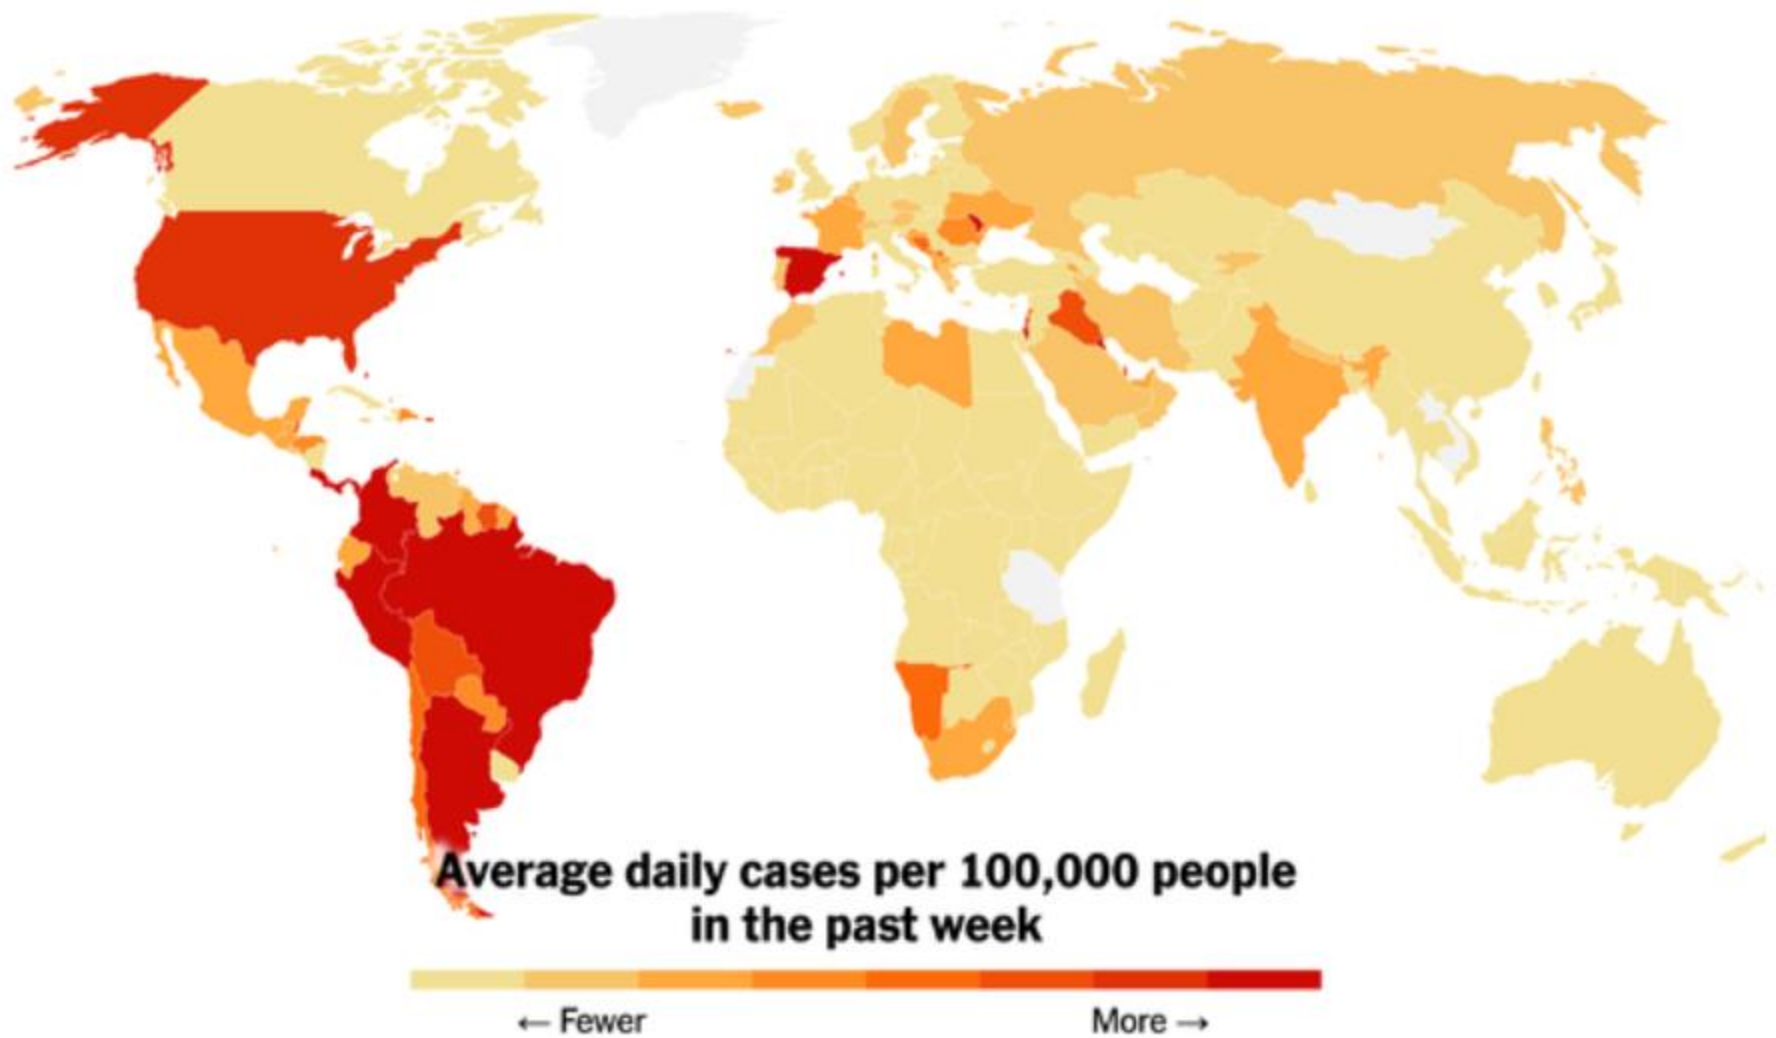 Average daily cases per 100,000 people
in the past week
← Fewer
More →